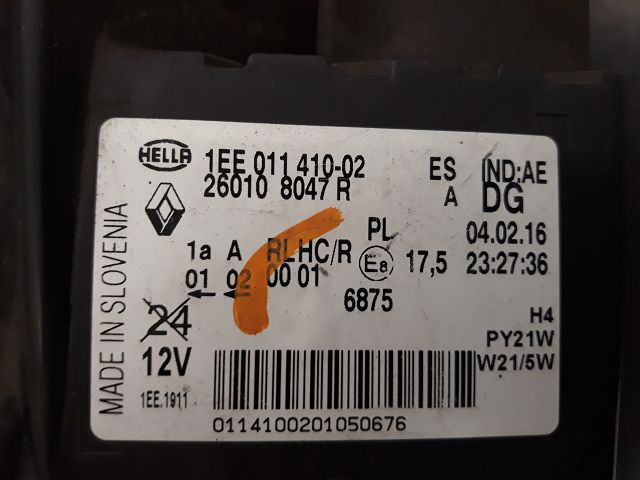 HELLA 1EE 011 410-02 ES IND:AE
26010 8047 R A DG
PL 04.02.16
1a A RLHC/R E8 17,5 23:27:36
01 02 00 01
6875
24 H4
12V PY21W
W21/5W
1EE.1911
0114100201050676
MADE IN SLOVENIA